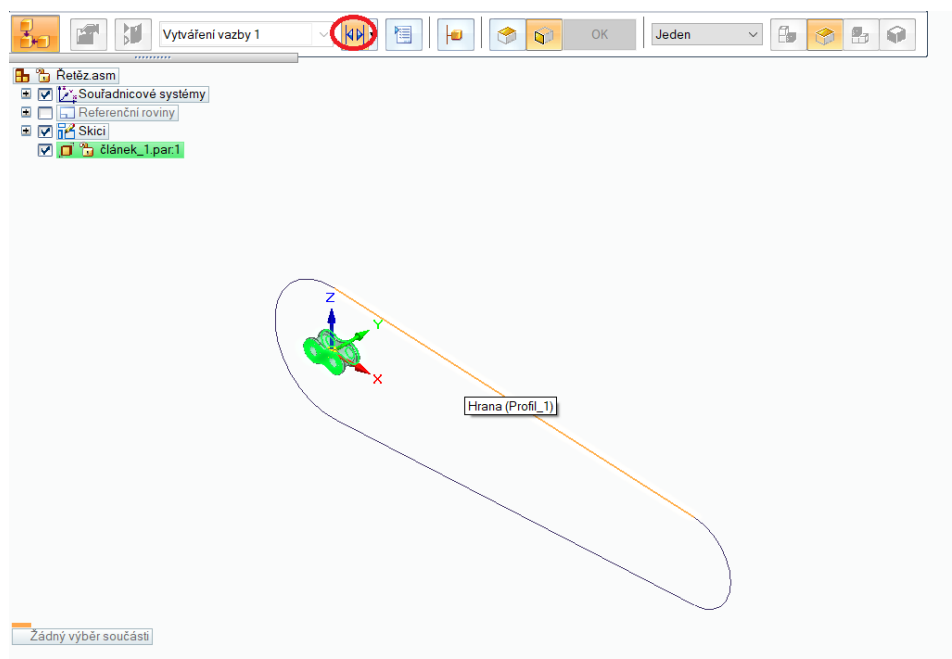 Vytváření vazby 1
OK
Jeden
Řetěz.asm
Souřadnicové systémy
Referenční roviny
Skici
článek_1.par:1
Z
Y
X
Hrana (Profil_1)
Žádný výběr součásti